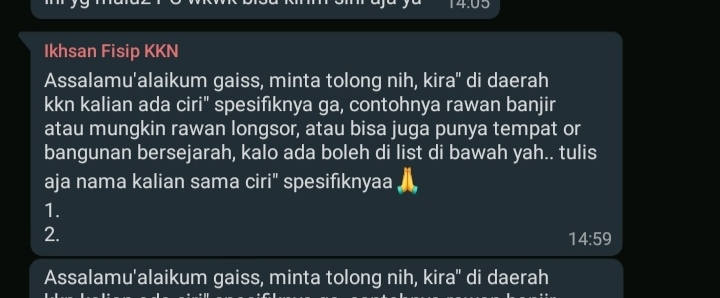 14.05
Ikhsan Fisip KKN
Assalamu'alaikum gaiss, minta tolong nih, kira" di daerah
kkn kalian ada ciri" spesifiknya ga, contohnya rawan banjir
atau mungkin rawan longsor, atau bisa juga punya tempat or
bangunan bersejarah, kalo ada boleh di list di bawah yah.. tulis
aja nama kalian sama ciri" spesifiknyaa 🙏
1.
2.
14:59
Assalamu'alaikum gaiss, minta tolong nih, kira" di daerah